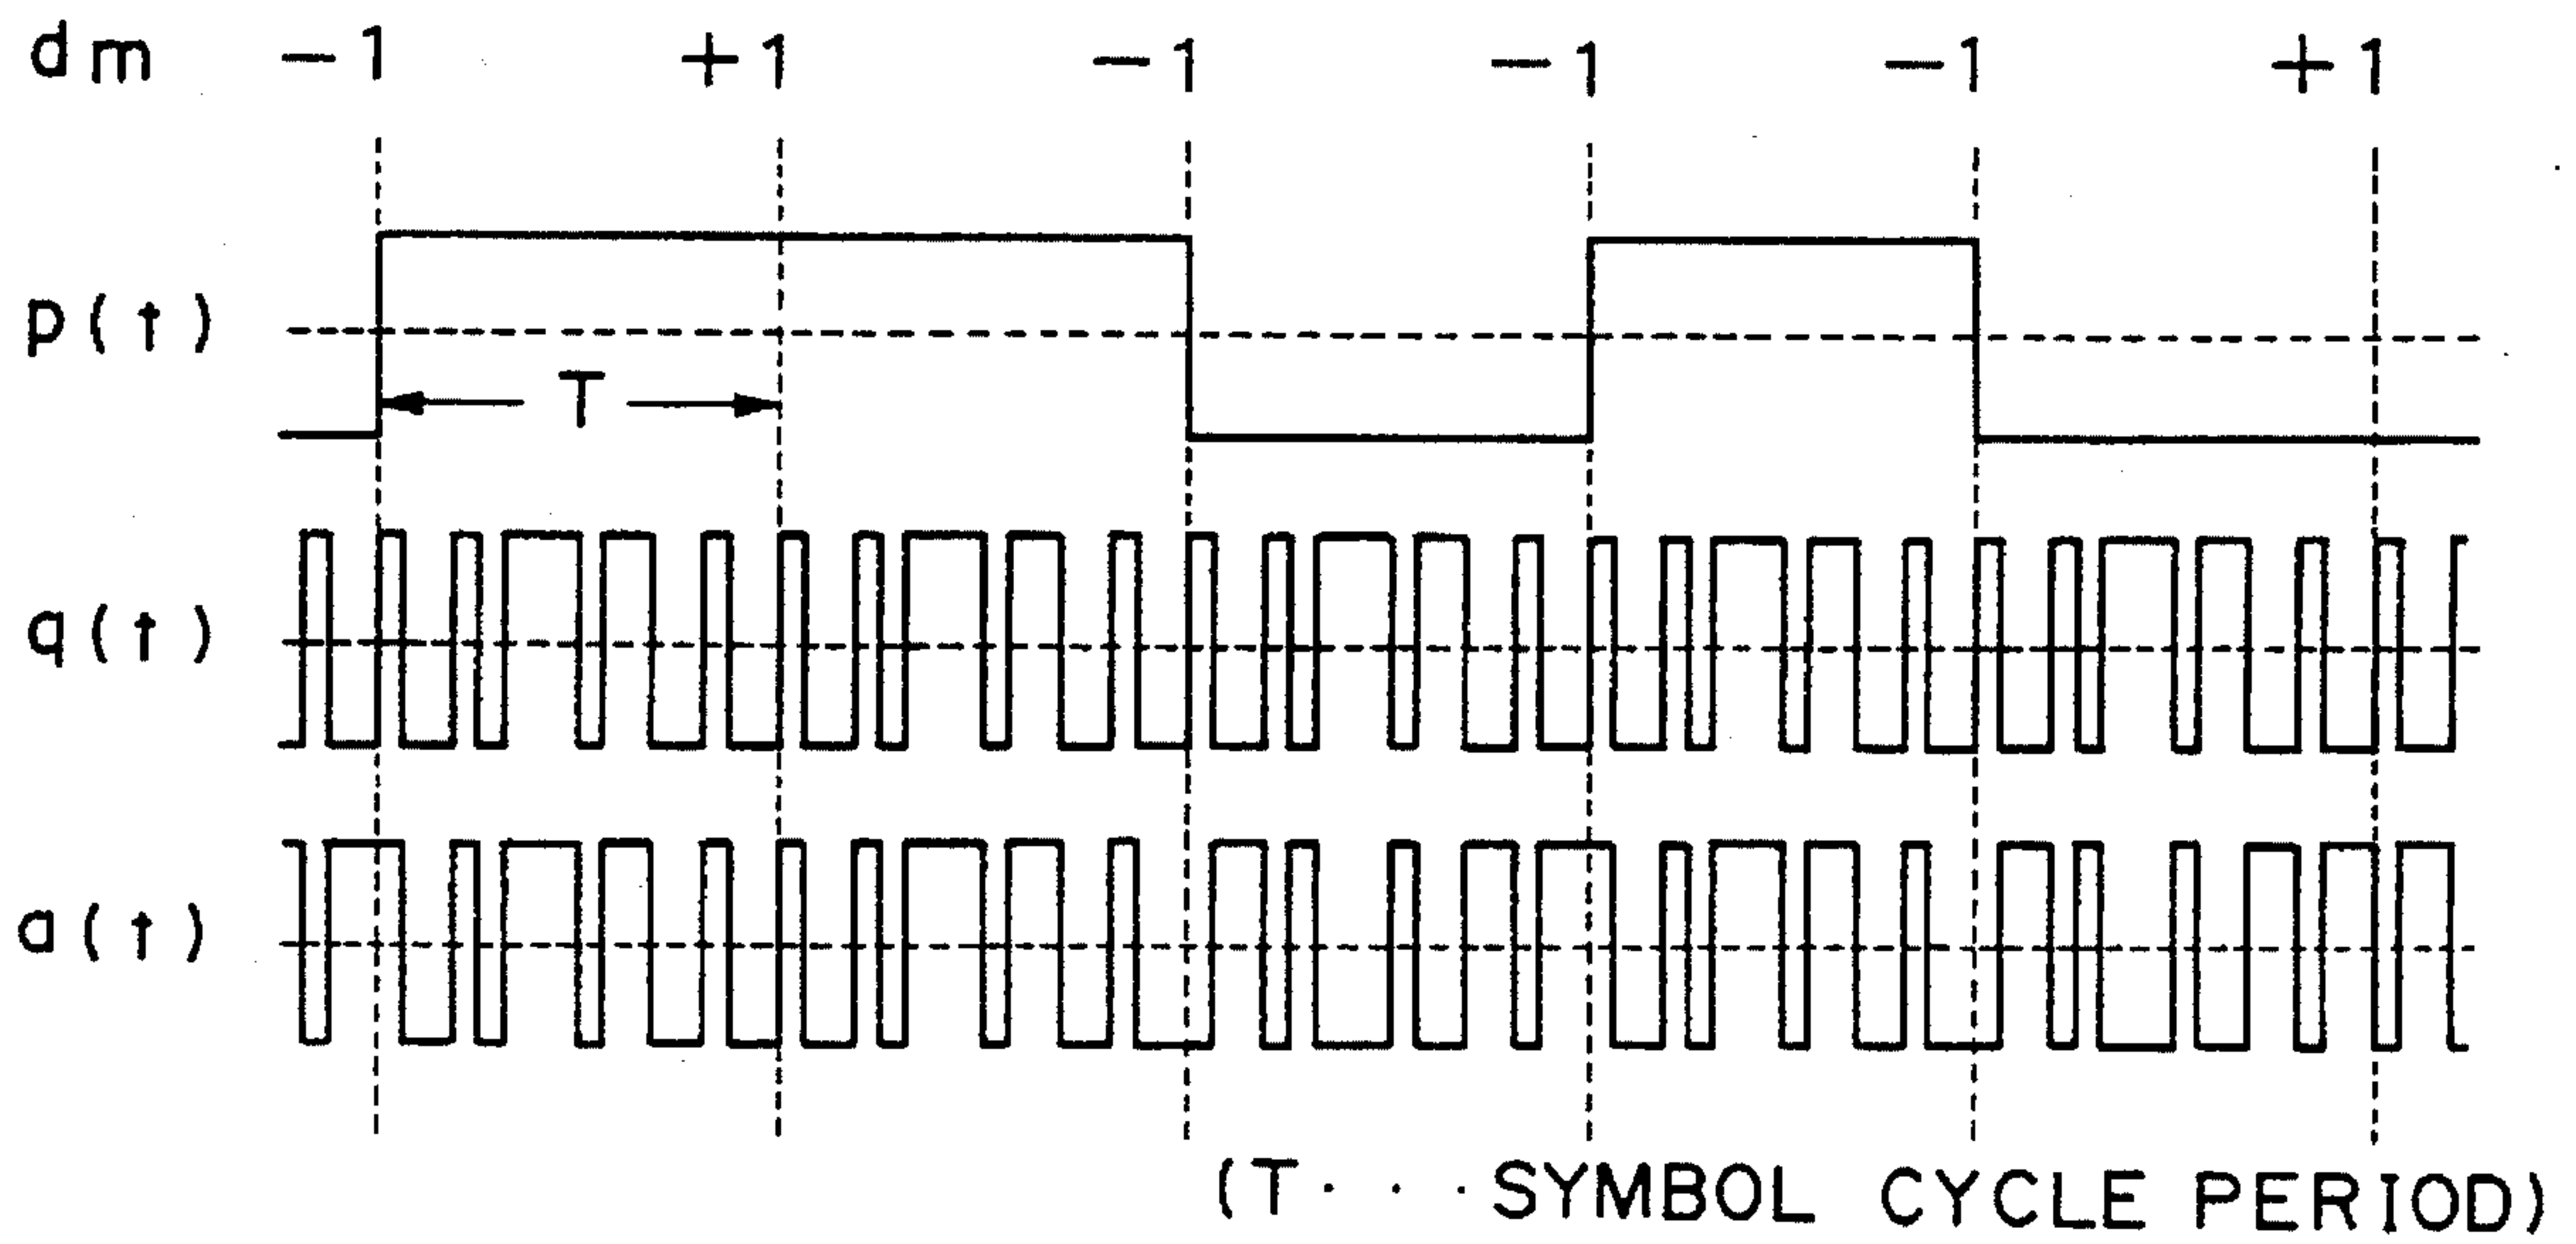 dm −1 +1 −1 −1 −1 +1
p(t)
T
q(t)
a(t)
(T···SYMBOL CYCLE PERIOD)